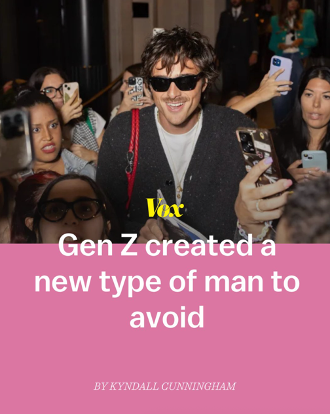 Vox
Gen Z created a
new type of man to
avoid
BY KYNDALL CUNNINGHAM